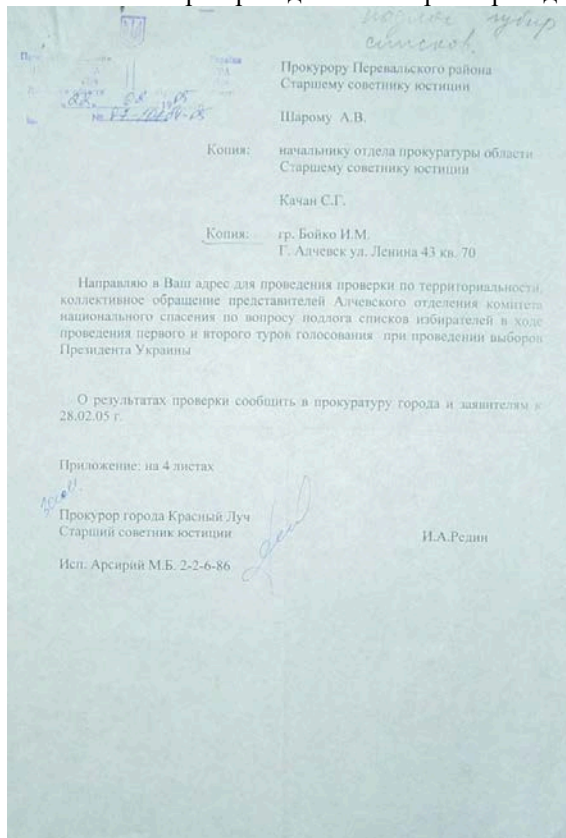 подлог
списков.
Прокурору Перевальского района
Старшему советнику юстиции
Шарому А.В.
Копия: начальнику отдела прокуратуры области
Старшему советнику юстиции
Качан С.Г.
Копия: гр. Бойко И.М.
Г. Алчевск ул. Ленина 43 кв. 70
Направляю в Ваш адрес для проведения проверки по территориальности,
коллективное обращение представителей Алчевского отделения комитета
национального спасения по вопросу подлога списков избирателей в ходе
проведения первого и второго туров голосования при проведении выборов
Президента Украины
О результатах проверки сообщить в прокуратуру города и заявителям к
28.02.05 г.
Приложение: на 4 листах
Прокурор города Красный Луч
Старший советник юстиции И.А.Редин
Исп. Арсирий М.Б. 2-2-6-86